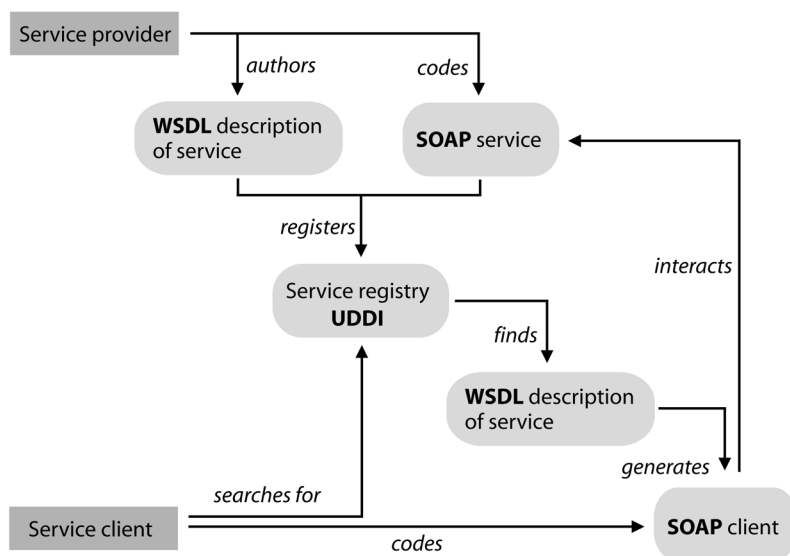 Service provider
authors
codes
WSDL description
of service
SOAP service
registers
interacts
Service registry
UDDI
finds
WSDL description
of service
generates
searches for
Service client
SOAP client
codes